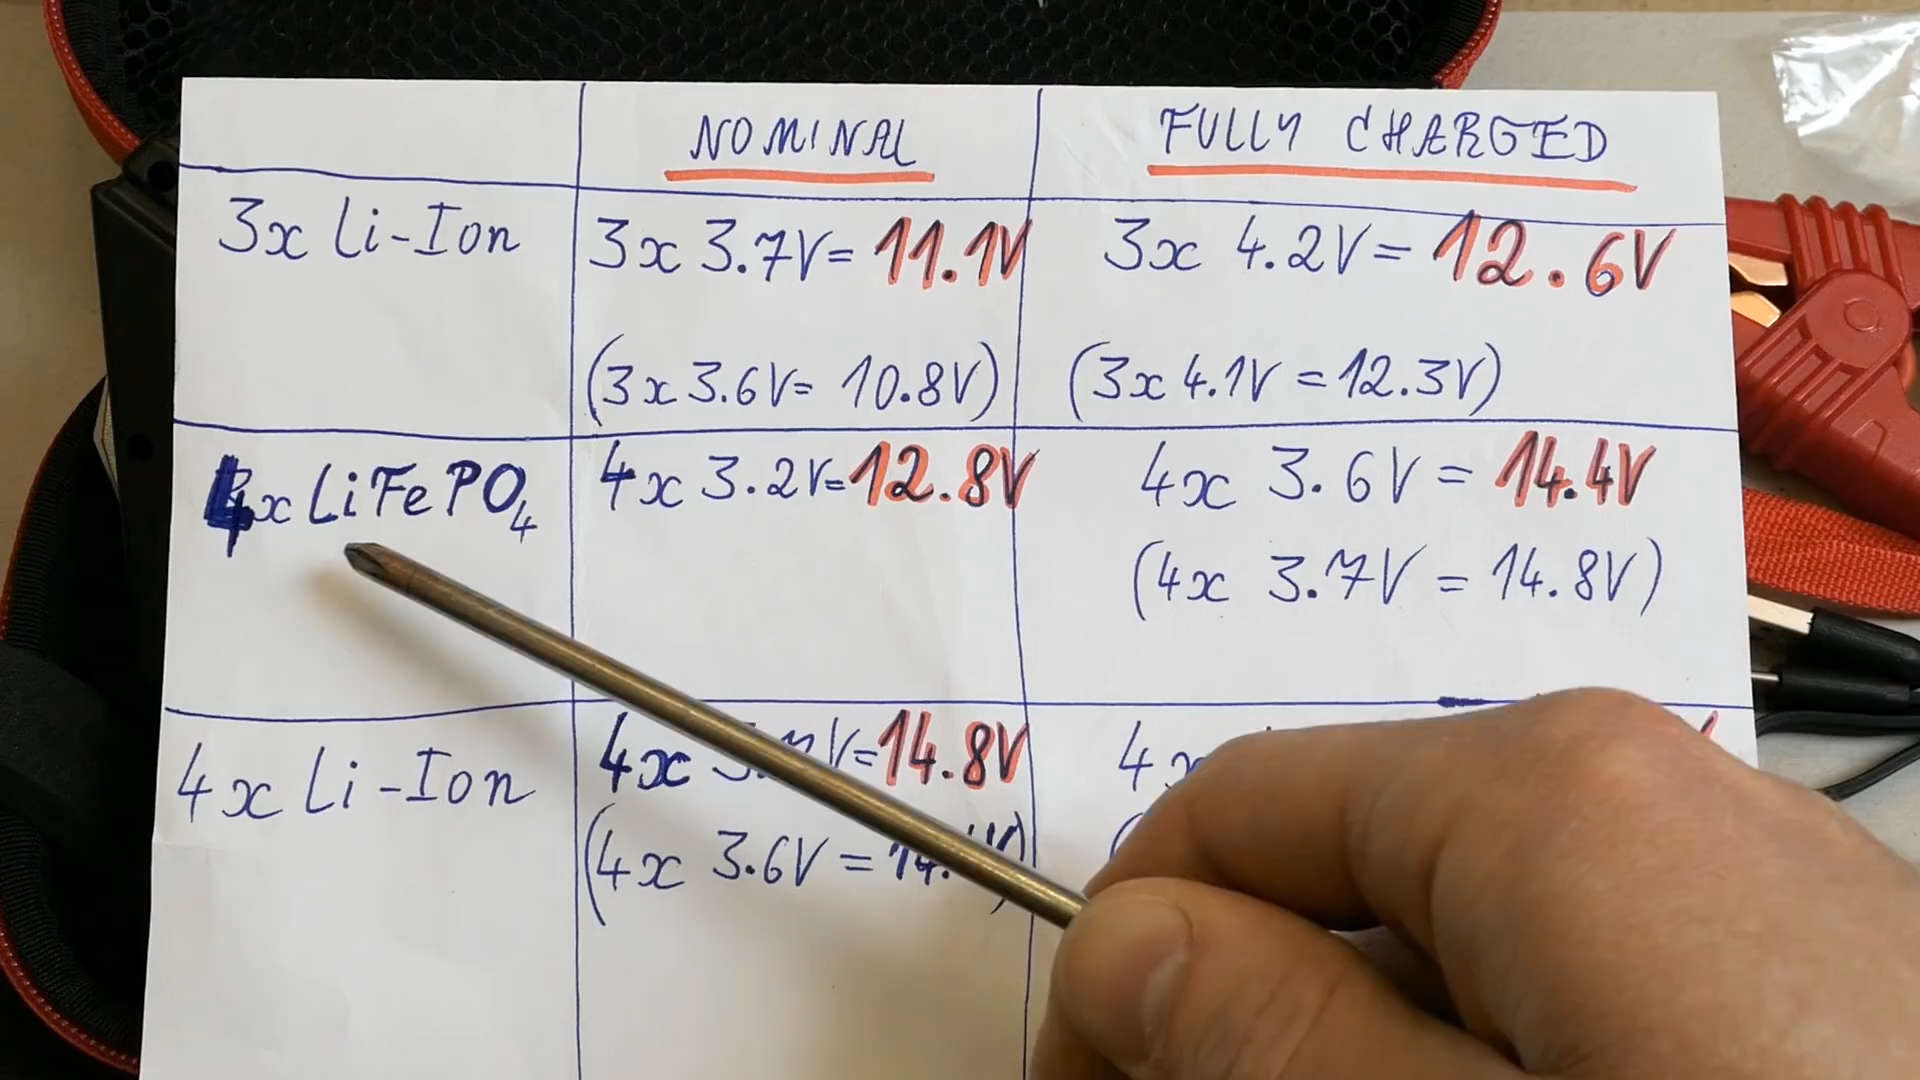 NOMINAL FULLY CHARGED
3x Li-Ion 3x 3.7V= 11.1V 3x 4.2V= 12.6V
(3x 3.6V= 10.8V) (3x 4.1V =12.3V)
4x LiFePO4 4x 3.2V= 12.8V 4x 3.6V = 14.4V
(4x 3.7V = 14.8V)
4x Li-Ion 4x V= 14.8V 4x
(4x 3.6V = 14.